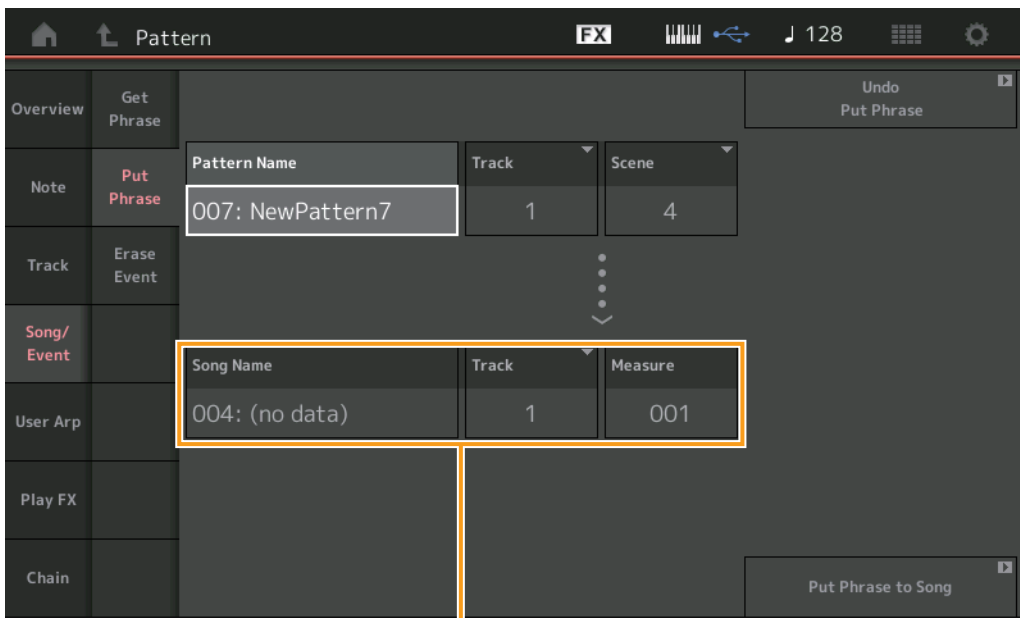 Pattern
FX
♩ 128
Overview
Note
Track
Song/
Event
User Arp
Play FX
Chain
Get
Phrase
Put
Phrase
Erase
Event
Pattern Name
007: NewPattern7
Track
1
Scene
4
Song Name
004: (no data)
Track
1
Measure
001
Undo
Put Phrase
Put Phrase to Song